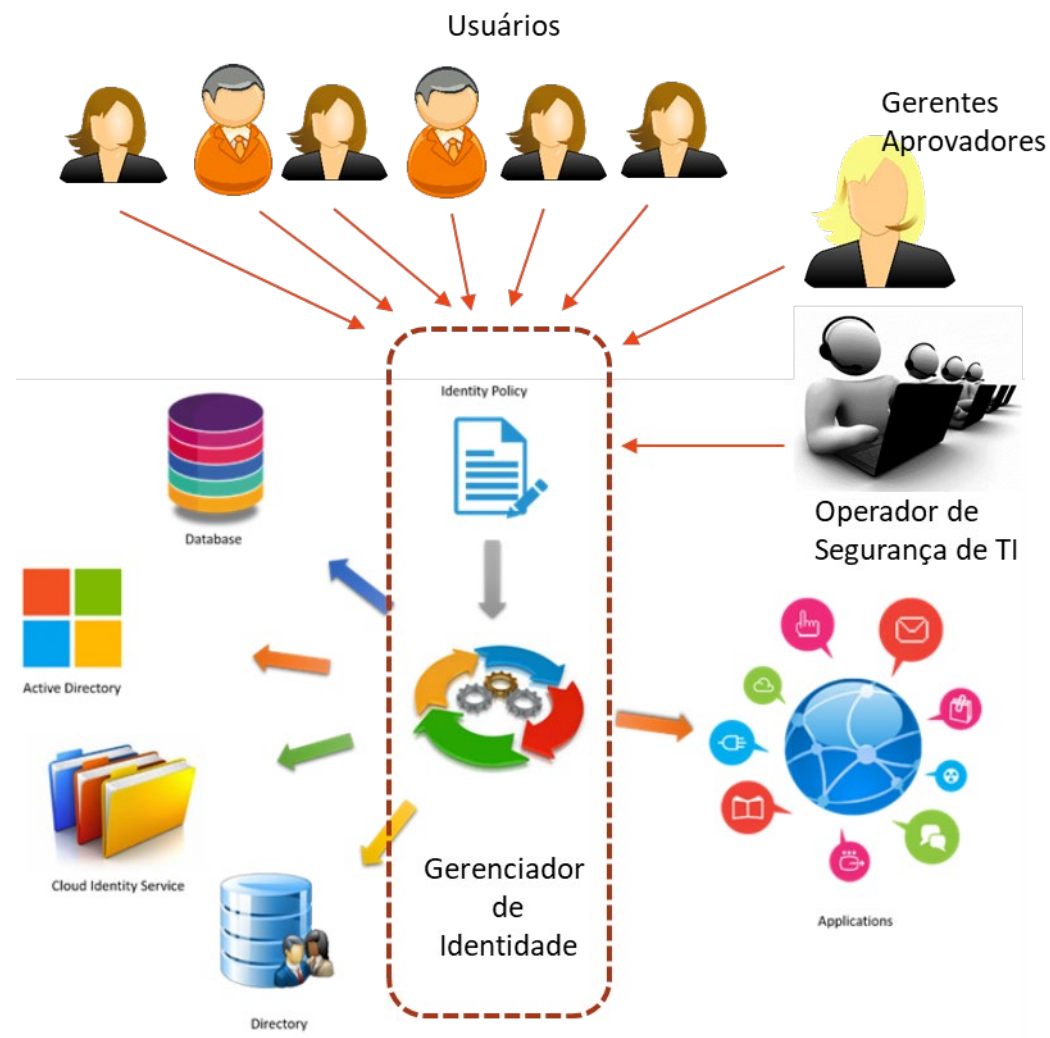 Usuários
Gerentes
Aprovadores
Identity Policy
Database
Operador de
Segurança de TI
Active Directory
Cloud Identity Service
Gerenciador
de
Identidade
Applications
Directory